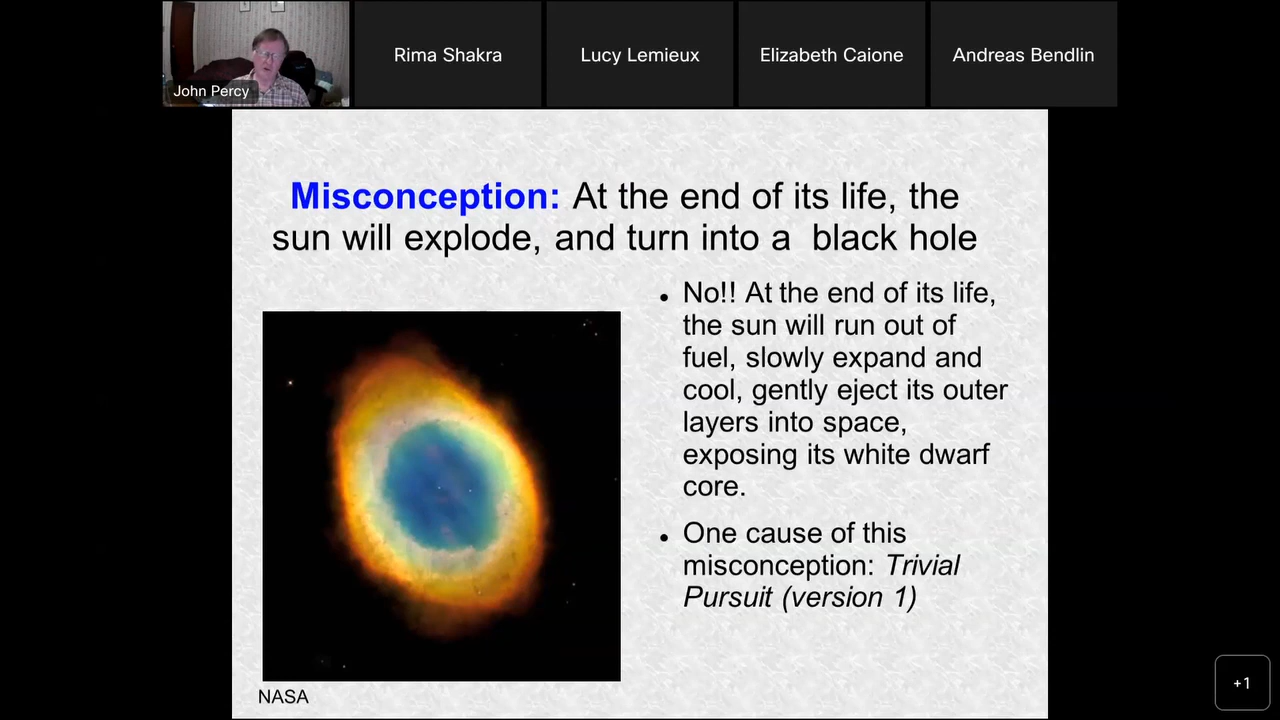 John Percy
Rima Shakra
Lucy Lemieux
Elizabeth Caione
Andreas Bendlin
Misconception: At the end of its life, the
sun will explode, and turn into a black hole
• No!! At the end of its life,
the sun will run out of
fuel, slowly expand and
cool, gently eject its outer
layers into space,
exposing its white dwarf
core.
• One cause of this
misconception: Trivial
Pursuit (version 1)
NASA
+1